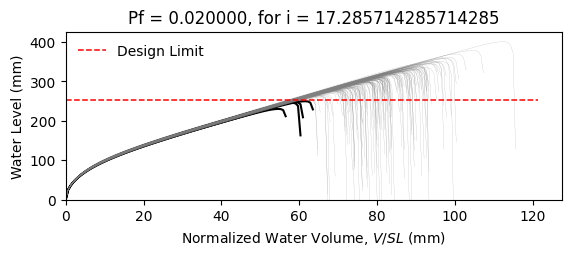 Pf = 0.020000, for i = 17.285714285714285
Design Limit
Water Level (mm)
400
300
200
100
0
0 20 40 60 80 100 120
Normalized Water Volume, V/SL (mm)